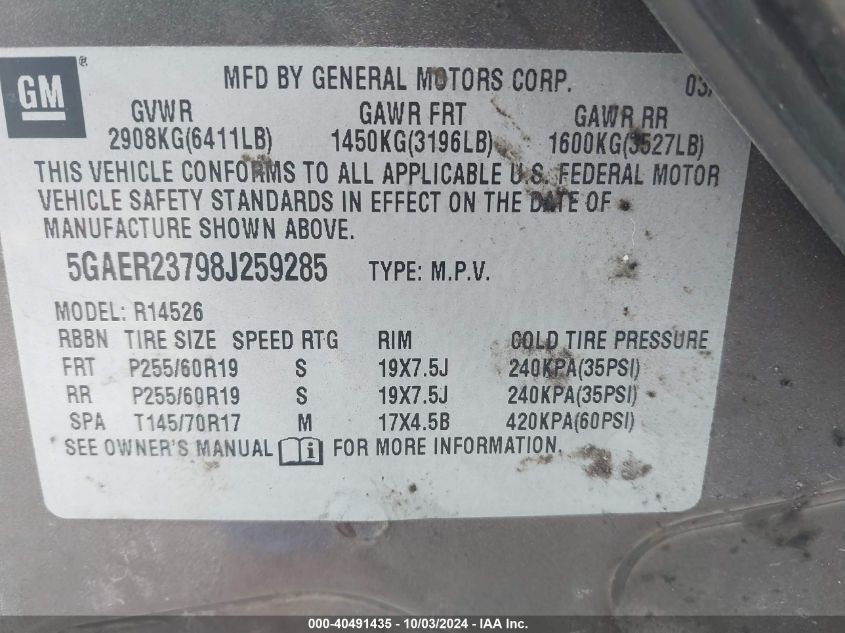 GM ®
MFD BY GENERAL MOTORS CORP. 03/
GVWR GAWR FRT GAWR RR
2908KG(6411LB) 1450KG(3196LB) 1600KG(3527LB)
THIS VEHICLE CONFORMS TO ALL APPLICABLE U.S. FEDERAL MOTOR
VEHICLE SAFETY STANDARDS IN EFFECT ON THE DATE OF
MANUFACTURE SHOWN ABOVE.
5GAER23798J259285 TYPE: M.P.V.
MODEL: R14526
RBBN TIRE SIZE SPEED RTG RIM COLD TIRE PRESSURE
FRT P255/60R19 S 19X7.5J 240KPA(35PSI)
RR P255/60R19 S 19X7.5J 240KPA(35PSI)
SPA T145/70R17 M 17X4.5B 420KPA(60PSI)
SEE OWNER'S MANUAL i FOR MORE INFORMATION.
000-40491435 - 10/03/2024 - IAA Inc.